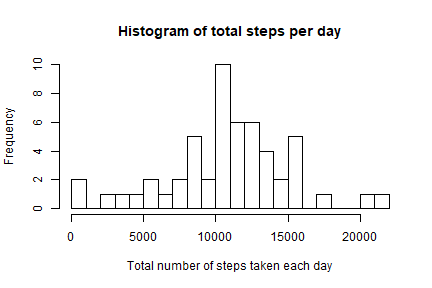 Histogram of total steps per day
Frequency
10
8
6
4
2
0
0 5000 10000 15000 20000
Total number of steps taken each day